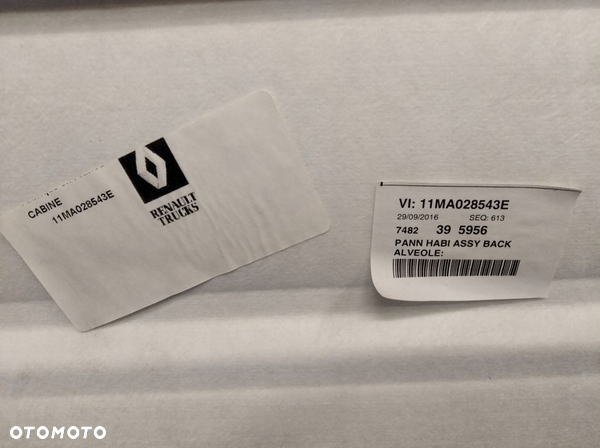 CABINE
11MA028543E
RENAULT
TRUCKS
VI: 11MA028543E
29/09/2016 SEQ: 613
7482 39 5956
PANN HABI ASSY BACK
ALVEOLE:
OTOMOTO